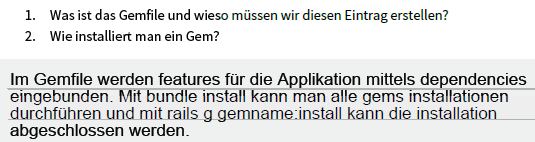 1. Was ist das Gemfile und wieso müssen wir diesen Eintrag erstellen?
2. Wie installiert man ein Gem?
Im Gemfile werden features für die Applikation mittels dependencies
eingebunden. Mit bundle install kann man alle gems installationen
durchführen und mit rails g gemname:install kann die installation
abgeschlossen werden.